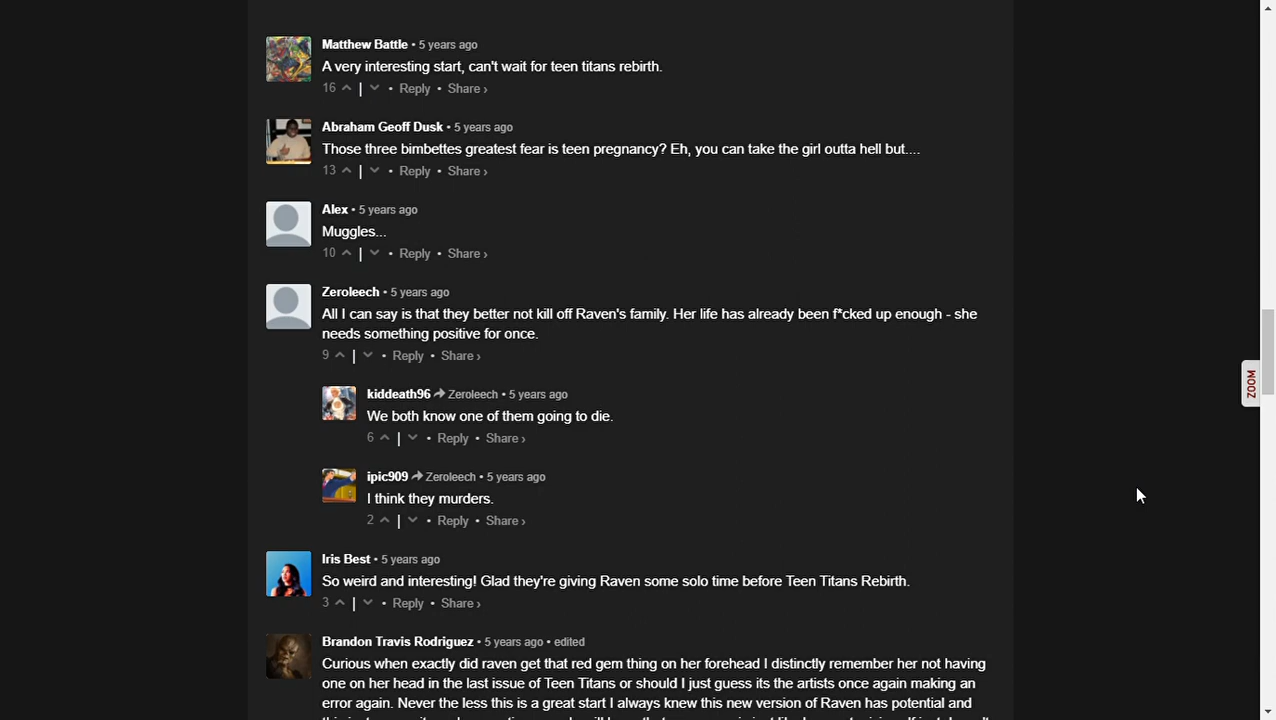 Matthew Battle • 5 years ago
A very interesting start, can't wait for teen titans rebirth.
16 | • Reply • Share ›
Abraham Geoff Dusk • 5 years ago
Those three bimbettes greatest fear is teen pregnancy? Eh, you can take the girl outta hell but....
13 | • Reply • Share ›
Alex • 5 years ago
Muggles...
10 | • Reply • Share ›
Zeroleech • 5 years ago
All I can say is that they better not kill off Raven's family. Her life has already been f*cked up enough - she
needs something positive for once.
9 | • Reply • Share ›
kiddeath96 Zeroleech • 5 years ago
We both know one of them going to die.
6 | • Reply • Share ›
ipic909 Zeroleech • 5 years ago
I think they murders.
2 | • Reply • Share ›
Iris Best • 5 years ago
So weird and interesting! Glad they're giving Raven some solo time before Teen Titans Rebirth.
3 | • Reply • Share ›
Brandon Travis Rodriguez • 5 years ago • edited
Curious when exactly did raven get that red gem thing on her forehead I distinctly remember her not having
one on her head in the last issue of Teen Titans or should I just guess its the artists once again making an
error again. Never the less this is a great start I always knew this new version of Raven has potential and
ZOOM